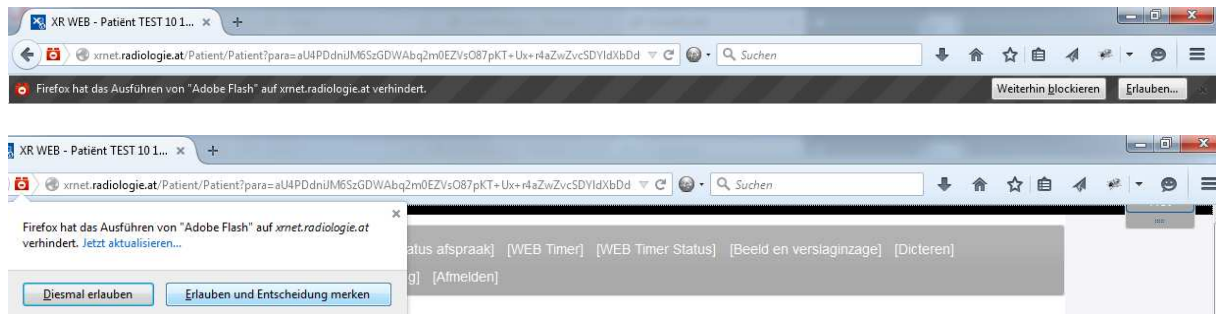 XR WEB - Patiënt TEST 10 1... × +
xrnet.radiologie.at/Patient/Patient?para=aU4PDdniJM6SzGDWAbq2m0EZVsO87pKT+Ux+r4aZwZvcSDYIdXbDd Suchen
Firefox hat das Ausführen von "Adobe Flash" auf xrnet.radiologie.at verhindert. Weiterhin blockieren Erlauben...
XR WEB - Patiënt TEST 10 1... × +
xrnet.radiologie.at/Patient/Patient?para=aU4PDdniJM6SzGDWAbq2m0EZVsO87pKT+Ux+r4aZwZvcSDYIdXbDd Suchen
Firefox hat das Ausführen von "Adobe Flash" auf xrnet.radiologie.at
verhindert. Jetzt aktualisieren...
tatus afspraak] [WEB Timer] [WEB Timer Status] [Beeld en verslaginzage] [Dicteren]
g] [Afmelden]
Diesmal erlauben Erlauben und Entscheidung merken